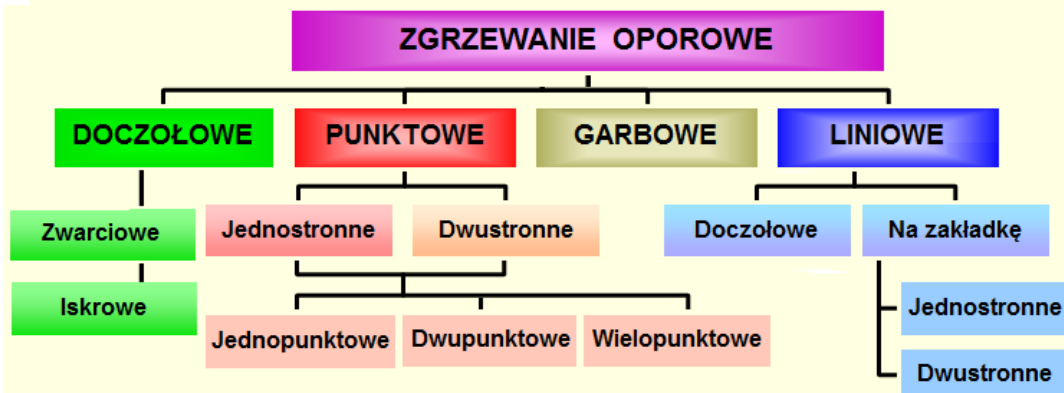 ZGRZEWANIE OPOROWE
DOCZOŁOWE
PUNKTOWE
GARBOWE
LINIOWE
Zwarciowe
Jednostronne
Dwustronne
Doczołowe
Na zakładkę
Iskrowe
Jednopunktowe
Dwupunktowe
Wielopunktowe
Jednostronne
Dwustronne